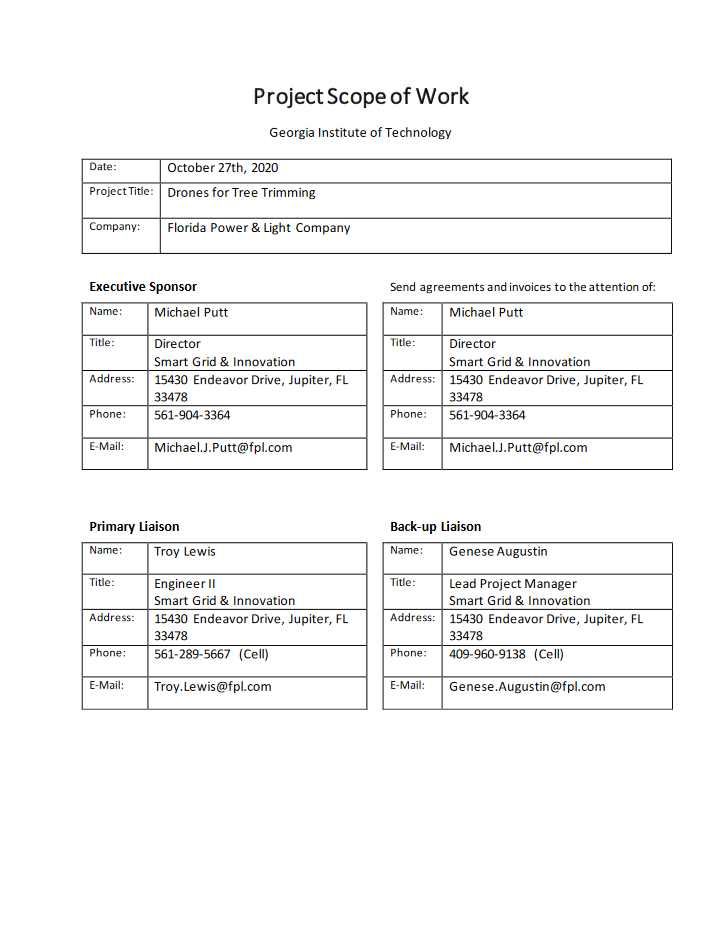 Project Scope of Work
Georgia Institute of Technology
Date: October 27th, 2020
Project Title: Drones for Tree Trimming
Company: Florida Power & Light Company
Executive Sponsor
Name: Michael Putt
Title: Director
Smart Grid & Innovation
Address: 15430 Endeavor Drive, Jupiter, FL
33478
Phone: 561-904-3364
E-Mail: Michael.J.Putt@fpl.com
Send agreements and invoices to the attention of:
Name: Michael Putt
Title: Director
Smart Grid & Innovation
Address: 15430 Endeavor Drive, Jupiter, FL
33478
Phone: 561-904-3364
E-Mail: Michael.J.Putt@fpl.com
Primary Liaison
Name: Troy Lewis
Title: Engineer II
Smart Grid & Innovation
Address: 15430 Endeavor Drive, Jupiter, FL
33478
Phone: 561-289-5667 (Cell)
E-Mail: Troy.Lewis@fpl.com
Back-up Liaison
Name: Genese Augustin
Title: Lead Project Manager
Smart Grid & Innovation
Address: 15430 Endeavor Drive, Jupiter, FL
33478
Phone: 409-960-9138 (Cell)
E-Mail: Genese.Augustin@fpl.com